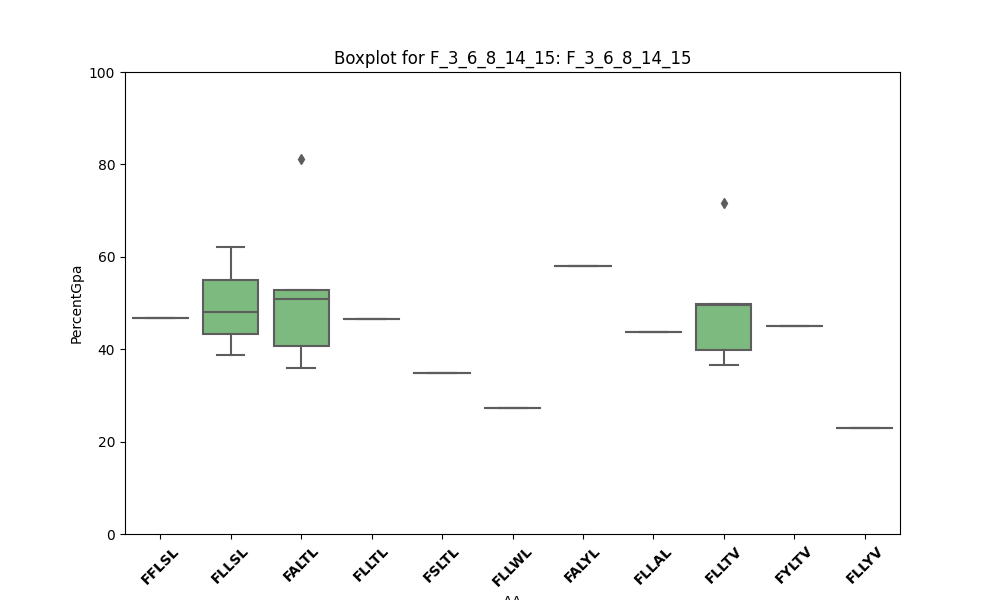 Boxplot for F_3_6_8_14_15: F_3_6_8_14_15
100
80
60
40
20
0
PercentGpa
FFLSL
FLLSL
FALTL
FLLTL
FSLTL
FLLWL
FALYL
FLLAL
FLLTV
FYLTV
FLLYV
AA